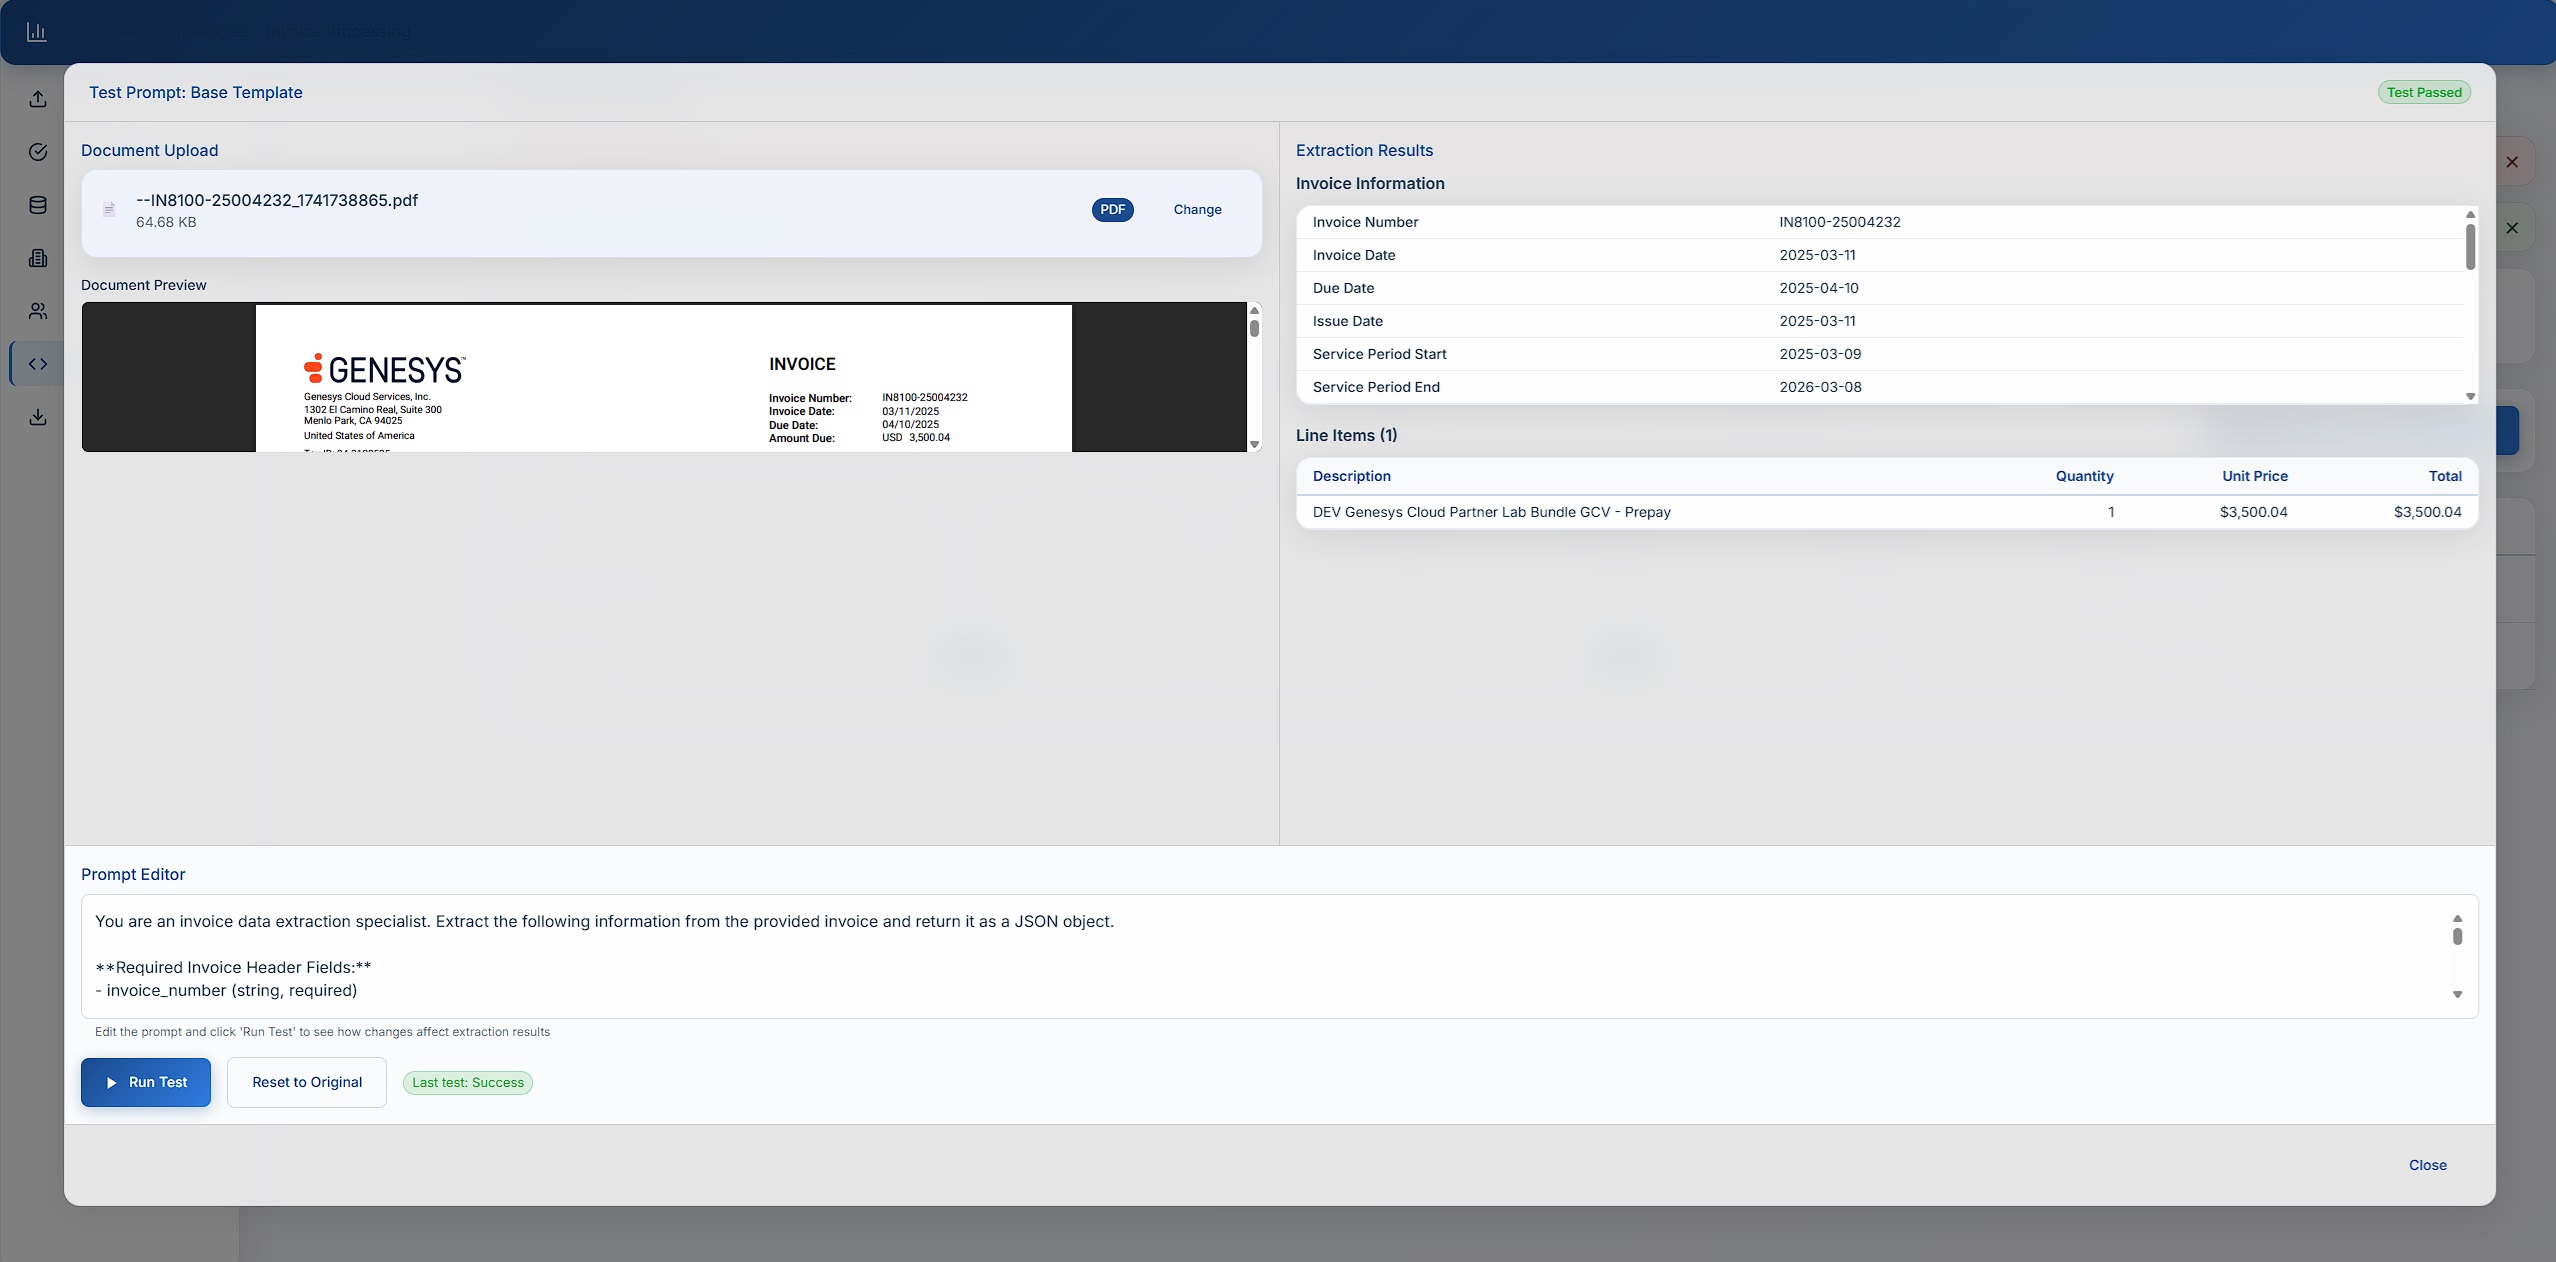 Invoice Processing
Test Prompt: Base Template
Test Passed
Document Upload
--IN8100-25004232_1741738865.pdf
64.68 KB
PDF
Change
Document Preview
GENESYS™
Genesys Cloud Services, Inc.
1302 El Camino Real, Suite 300
Menlo Park, CA 94025
United States of America
INVOICE
Invoice Number: IN8100-25004232
Invoice Date: 03/11/2025
Due Date: 04/10/2025
Amount Due: USD 3,500.04
Extraction Results
Invoice Information
Invoice Number IN8100-25004232
Invoice Date 2025-03-11
Due Date 2025-04-10
Issue Date 2025-03-11
Service Period Start 2025-03-09
Service Period End 2026-03-08
Line Items (1)
Description Quantity Unit Price Total
DEV Genesys Cloud Partner Lab Bundle GCV - Prepay 1 $3,500.04 $3,500.04
Prompt Editor
You are an invoice data extraction specialist. Extract the following information from the provided invoice and return it as a JSON object.
**Required Invoice Header Fields:**
- invoice_number (string, required)
Edit the prompt and click 'Run Test' to see how changes affect extraction results
Run Test
Reset to Original
Last test: Success
Close